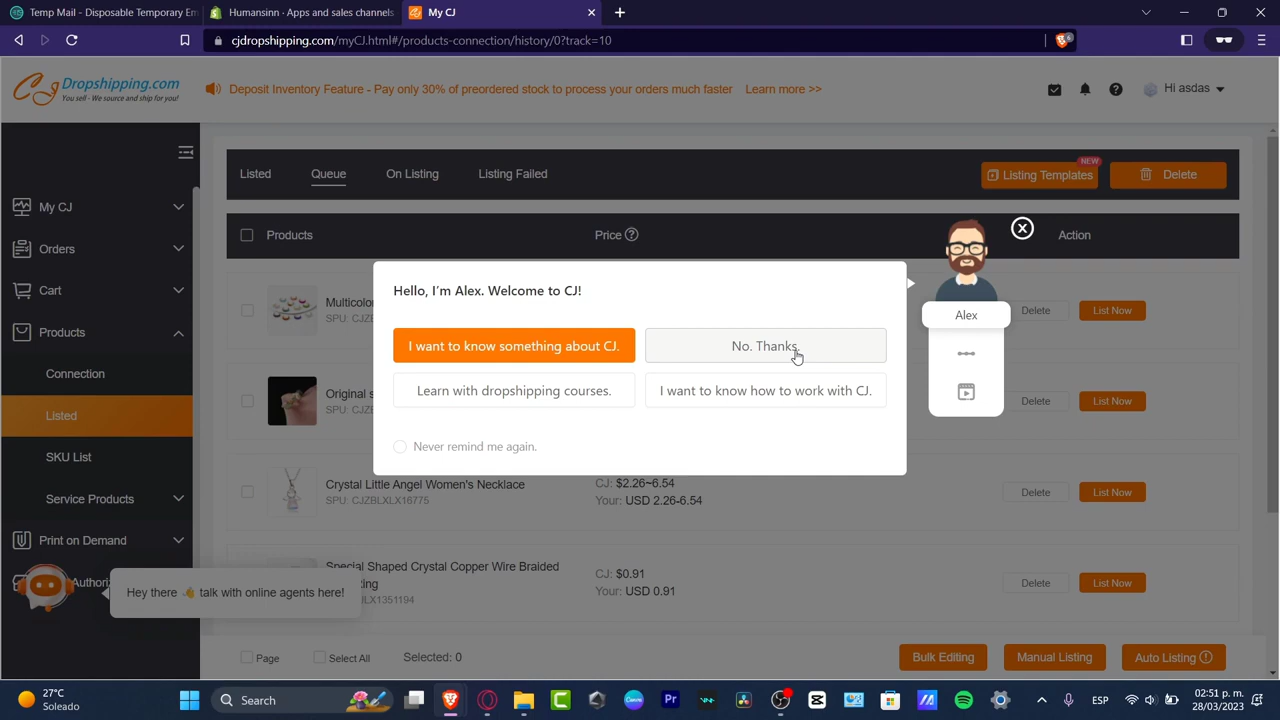 Temp Mail - Disposable Temporary Em
Humansinn · Apps and sales channels
My CJ
cjdropshipping.com/myCJ.html#/products-connection/history/0?track=10
6
CJ Dropshipping.com
You sell - We source and ship for you!
Deposit Inventory Feature - Pay only 30% of preordered stock to process your orders much faster
Learn more >>
Hi asdas
My CJ
Orders
Cart
Products
Connection
Listed
SKU List
Service Products
Print on Demand
Authori
Listed
Queue
On Listing
Listing Failed
NEW
Listing Templates
Delete
Products
Price
Action
Multicolo
SPU: CJZB
Delete
List Now
Original s
SPU: CJZB
Delete
List Now
Crystal Little Angel Women's Necklace
SPU: CJZBLXLX16775
CJ: $2.26~6.54
Your: USD 2.26-6.54
Delete
List Now
Special Shaped Crystal Copper Wire Braided
ing
LX1351194
CJ: $0.91
Your: USD 0.91
Delete
List Now
Hello, I'm Alex. Welcome to CJ!
I want to know something about CJ.
No. Thanks.
Learn with dropshipping courses.
I want to know how to work with CJ.
Never remind me again.
Alex
Hey there 👋 talk with online agents here!
Page
Select All
Selected: 0
Bulk Editing
Manual Listing
Auto Listing
27°C
Soleado
Search
Pr
ESP
02:51 p. m.
28/03/2023